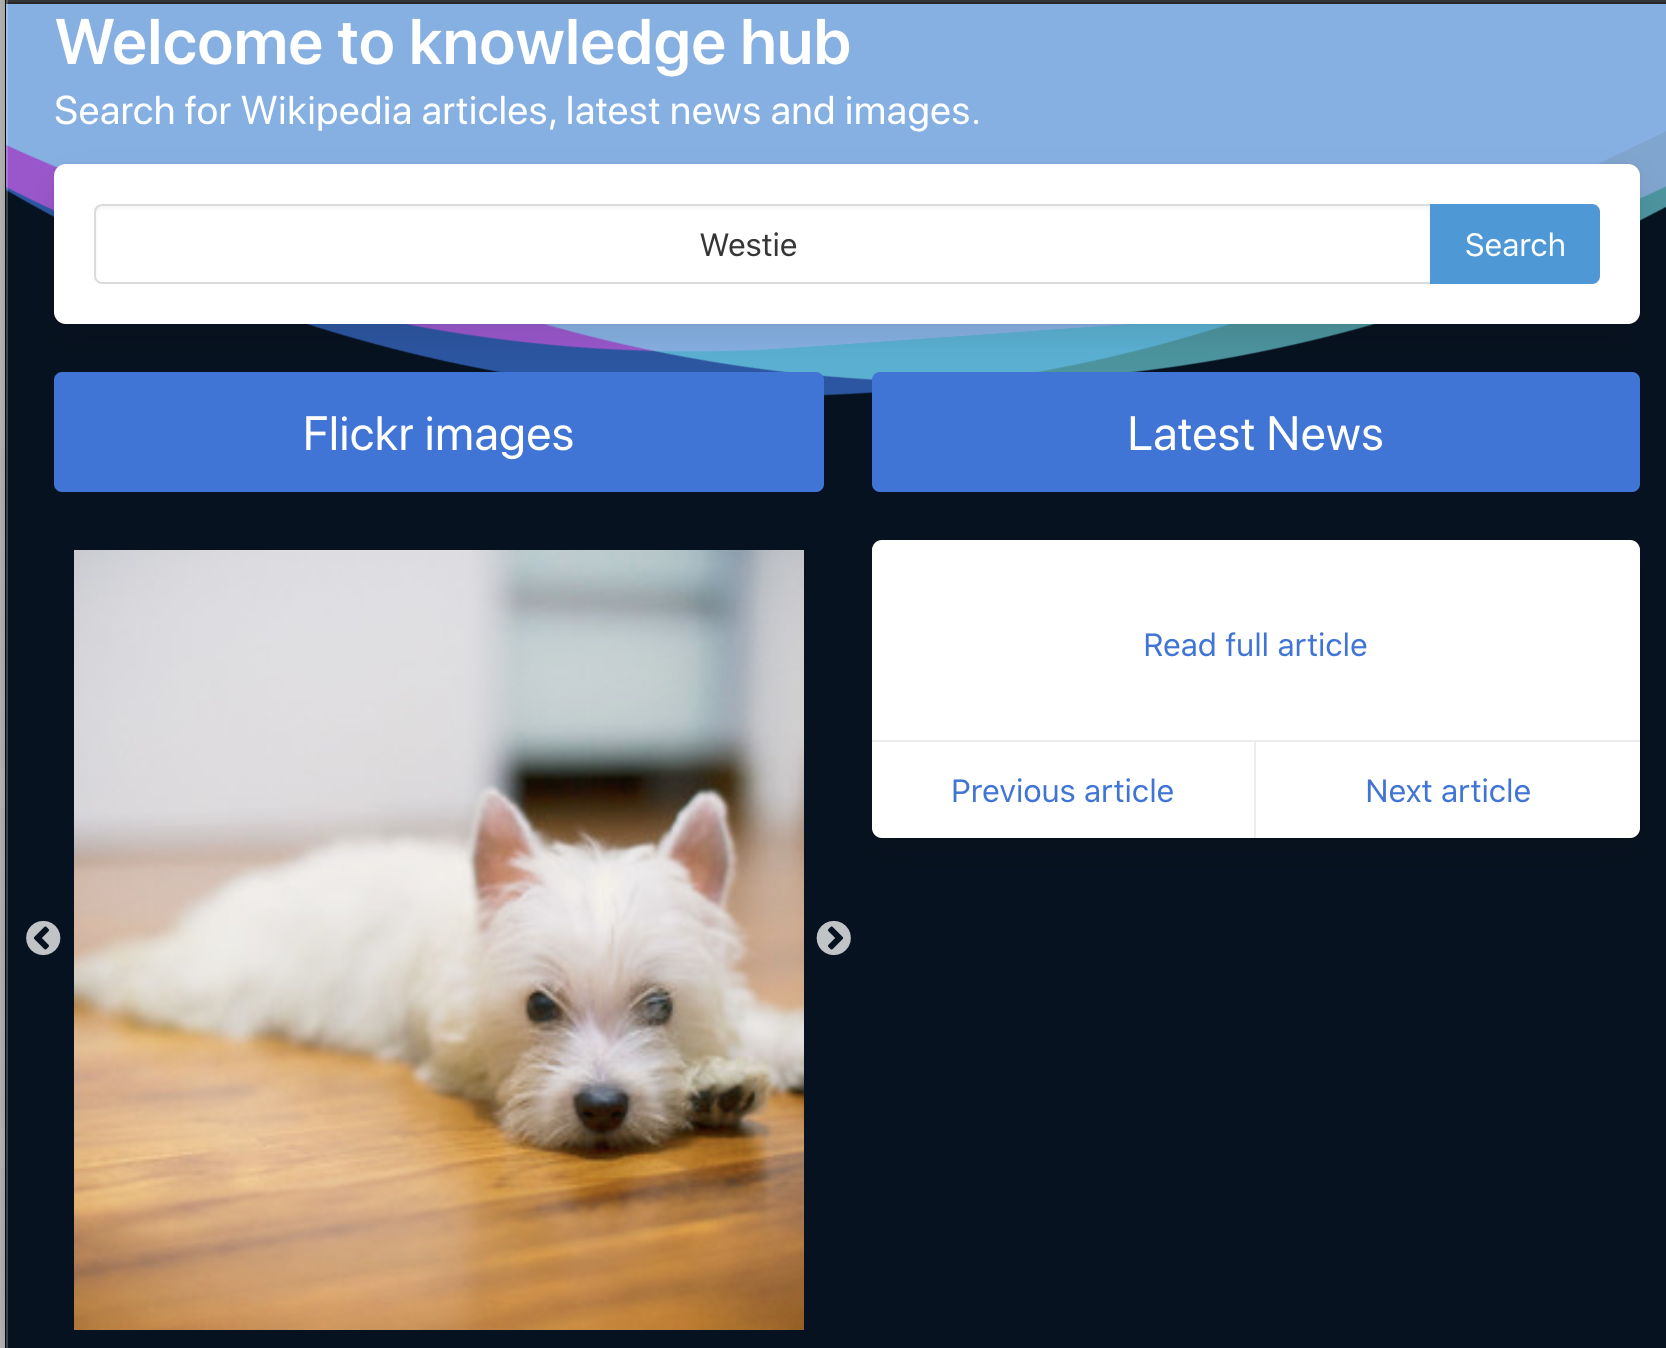 Welcome to knowledge hub
Search for Wikipedia articles, latest news and images.
Westie
Search
Flickr images
Latest News
Read full article
Previous article
Next article